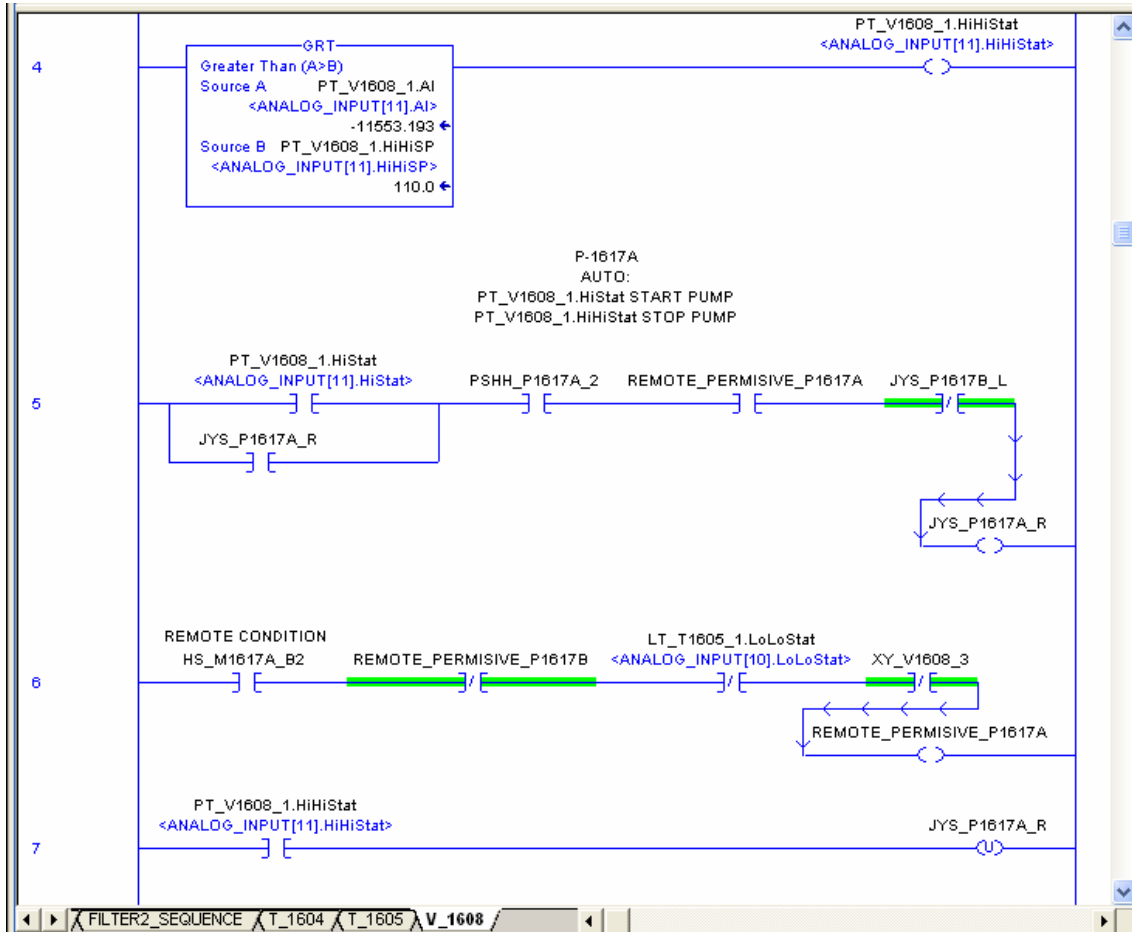 PT_V1608_1.HiHiStat
<ANALOG_INPUT[11].HiHiStat>
4
GRT
Greater Than (A>B)
Source A PT_V1608_1.AI
<ANALOG_INPUT[11].AI>
-11553.193
Source B PT_V1608_1.HiHiSP
<ANALOG_INPUT[11].HiHiSP>
110.0
P-1617A
AUTO:
PT_V1608_1.HiStat START PUMP
PT_V1608_1.HiHiStat STOP PUMP
5
PT_V1608_1.HiStat
<ANALOG_INPUT[11].HiStat>
PSHH_P1617A_2
REMOTE_PERMISIVE_P1617A
JYS_P1617B_L
JYS_P1617A_R
JYS_P1617A_R
6
REMOTE CONDITION
HS_M1617A_B2
REMOTE_PERMISIVE_P1617B
LT_T1605_1.LoLoStat
<ANALOG_INPUT[10].LoLoStat>
XY_V1608_3
REMOTE_PERMISIVE_P1617A
7
PT_V1608_1.HiHiStat
<ANALOG_INPUT[11].HiHiStat>
JYS_P1617A_R
U
FILTER2_SEQUENCE T_1604 T_1605 V_1608